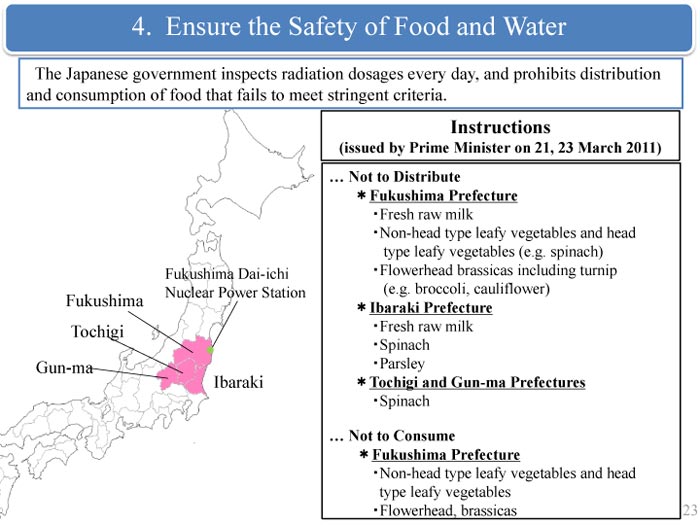 4.  Ensure the Safety of Food and Water
The Japanese government inspects radiation dosages every day, and prohibits distribution
and consumption of food that fails to meet stringent criteria.
Instructions
(issued by Prime Minister on 21, 23 March 2011)
… Not to Distribute
＊Fukushima Prefecture
・Fresh raw milk
・Non-head type leafy vegetables and head
type leafy vegetables (e.g. spinach)
・Flowerhead brassicas including turnip
(e.g. broccoli, cauliflower)
＊Ibaraki Prefecture
・Fresh raw milk
・Spinach
・Parsley
＊Tochigi and Gun-ma Prefectures
・Spinach
… Not to Consume
＊Fukushima Prefecture
・Non-head type leafy vegetables and head
type leafy vegetables
・Flowerhead, brassicas
Fukushima Dai-ichi
Nuclear Power Station
Fukushima
Tochigi
Gun-ma
Ibaraki
23